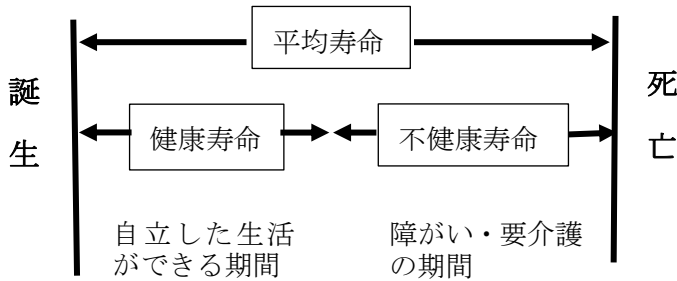 平均寿命
誕生
死亡
健康寿命
不健康寿命
自立した生活
ができる期間
障がい・要介護
の期間